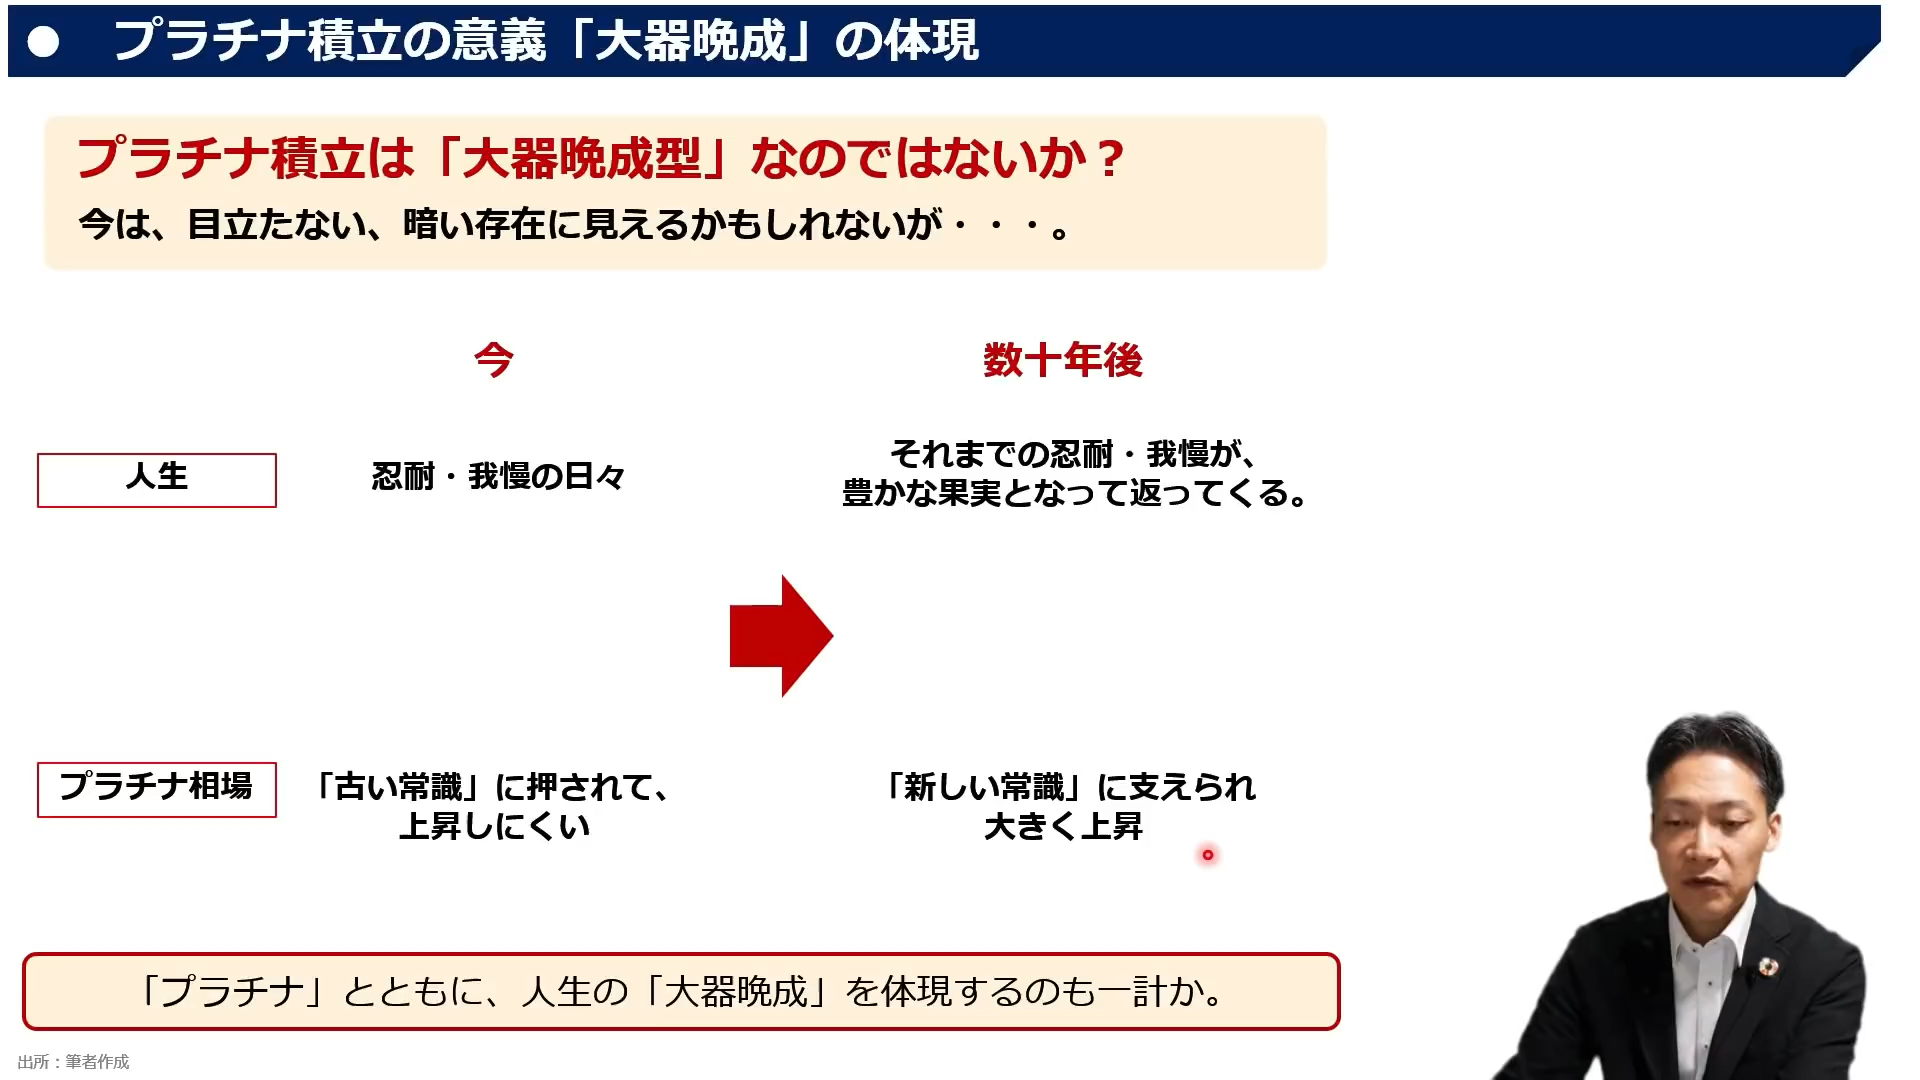 プラチナ積立の意義「大器晩成」の体現
プラチナ積立は「大器晩成型」なのではないか？
今は、目立たない、暗い存在に見えるかもしれないが・・・。
今
数十年後
人生
忍耐・我慢の日々
それまでの忍耐・我慢が、
豊かな果実となって返ってくる。
プラチナ相場
「古い常識」に押されて、
上昇しにくい
「新しい常識」に支えられ
大きく上昇
「プラチナ」とともに、人生の「大器晩成」を体現するのも一計か。
出所：筆者作成